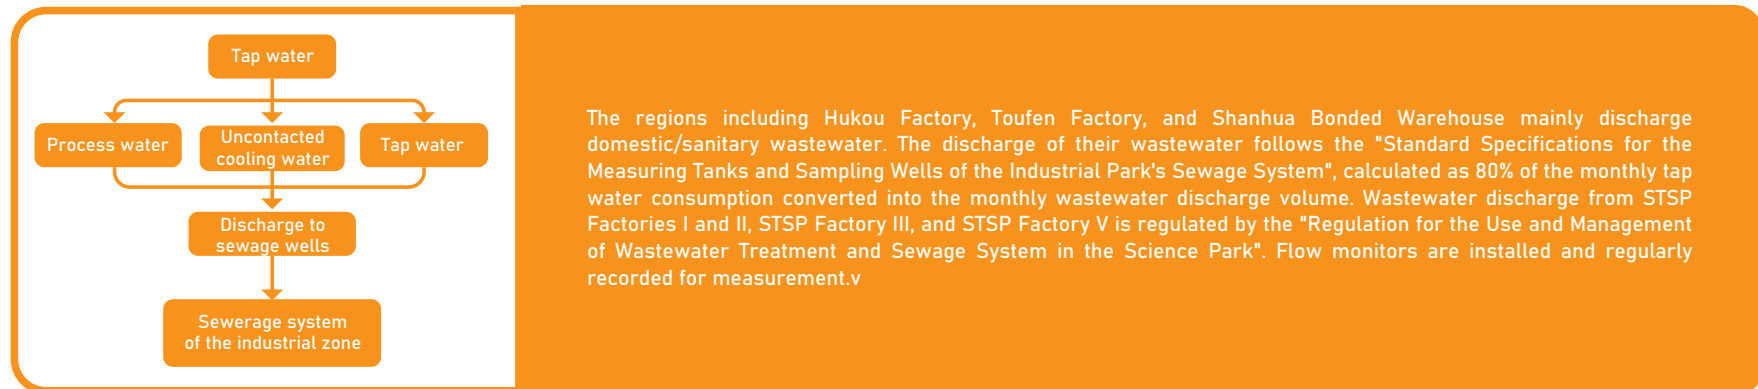 Tap water
Process water
Uncontacted
cooling water
Tap water
Discharge to
sewage wells
Sewerage system
of the industrial zone
The regions including Hukou Factory, Toufen Factory, and Shanhua Bonded Warehouse mainly discharge
domestic/sanitary wastewater. The discharge of their wastewater follows the "Standard Specifications for the
Measuring Tanks and Sampling Wells of the Industrial Park's Sewage System", calculated as 80% of the monthly tap
water consumption converted into the monthly wastewater discharge volume. Wastewater discharge from STSP
Factories I and II, STSP Factory III, and STSP Factory V is regulated by the "Regulation for the Use and Management
of Wastewater Treatment and Sewage System in the Science Park". Flow monitors are installed and regularly
recorded for measurement.v